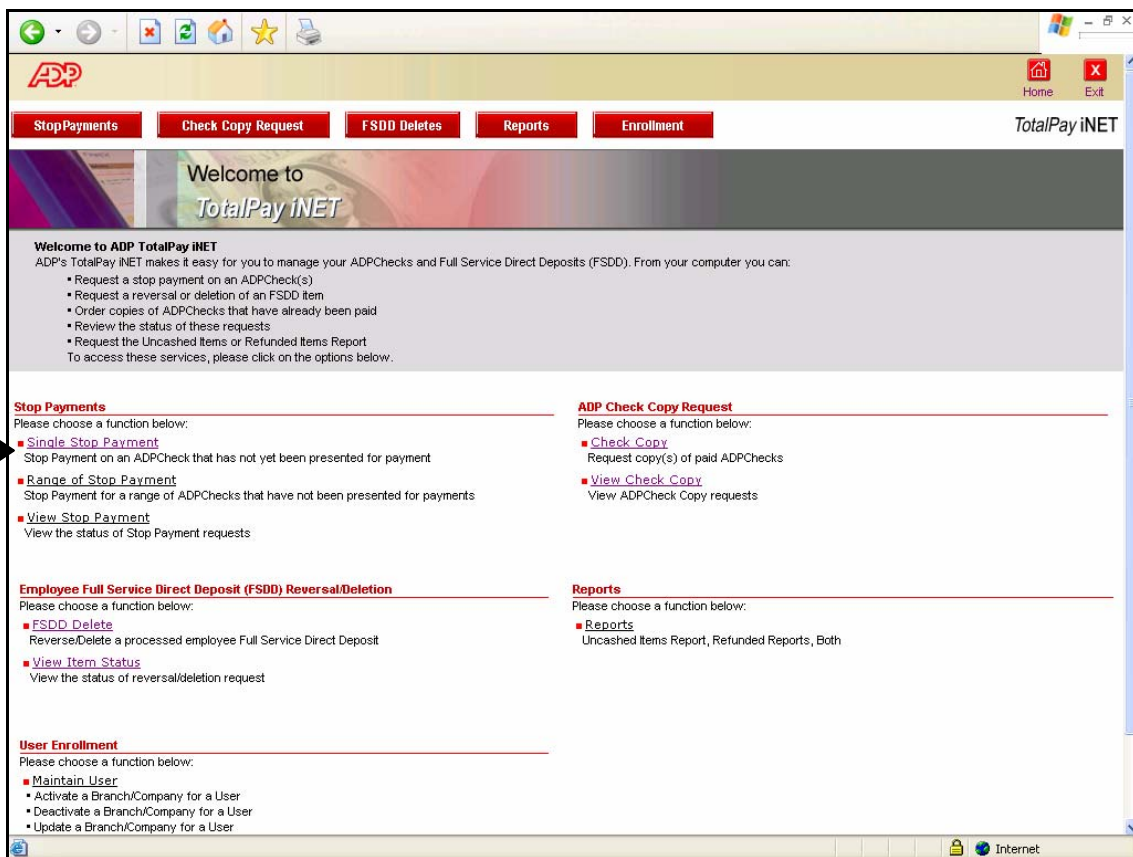 ADP
Home
Exit
Stop Payments
Check Copy Request
FSDD Deletes
Reports
Enrollment
TotalPay iNET
Welcome to
TotalPay iNET
Welcome to ADP TotalPay iNET
ADP's TotalPay iNET makes it easy for you to manage your ADPChecks and Full Service Direct Deposits (FSDD). From your computer you can:
▪ Request a stop payment on an ADPCheck(s)
▪ Request a reversal or deletion of an FSDD item
▪ Order copies of ADPChecks that have already been paid
▪ Review the status of these requests
▪ Request the Uncashed Items or Refunded Items Report
To access these services, please click on the options below.
Stop Payments
Please choose a function below:
▪ Single Stop Payment
Stop Payment on an ADPCheck that has not yet been presented for payment
▪ Range of Stop Payment
Stop Payment for a range of ADPChecks that have not been presented for payments
▪ View Stop Payment
View the status of Stop Payment requests
ADP Check Copy Request
Please choose a function below:
▪ Check Copy
Request copy(s) of paid ADPChecks
▪ View Check Copy
View ADPCheck Copy requests
Employee Full Service Direct Deposit (FSDD) Reversal/Deletion
Please choose a function below:
▪ FSDD Delete
Reverse/Delete a processed employee Full Service Direct Deposit
▪ View Item Status
View the status of reversal/deletion request
Reports
Please choose a function below:
▪ Reports
Uncashed Items Report, Refunded Reports, Both
User Enrollment
Please choose a function below:
▪ Maintain User
▪ Activate a Branch/Company for a User
▪ Deactivate a Branch/Company for a User
▪ Update a Branch/Company for a User
Internet